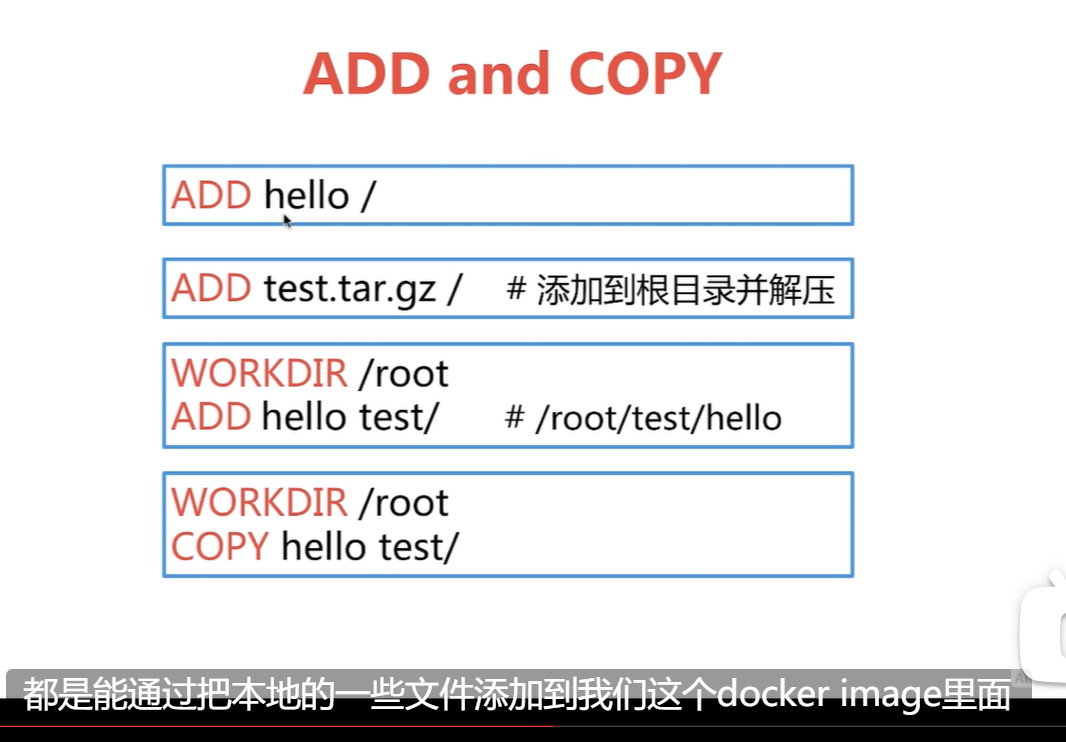 ADD and COPY
ADD hello /
ADD test.tar.gz / # 添加到根目录并解压
WORKDIR /root
ADD hello test/ # /root/test/hello
WORKDIR /root
COPY hello test/
都是能通过把本地的一些文件添加到我们这个docker image里面